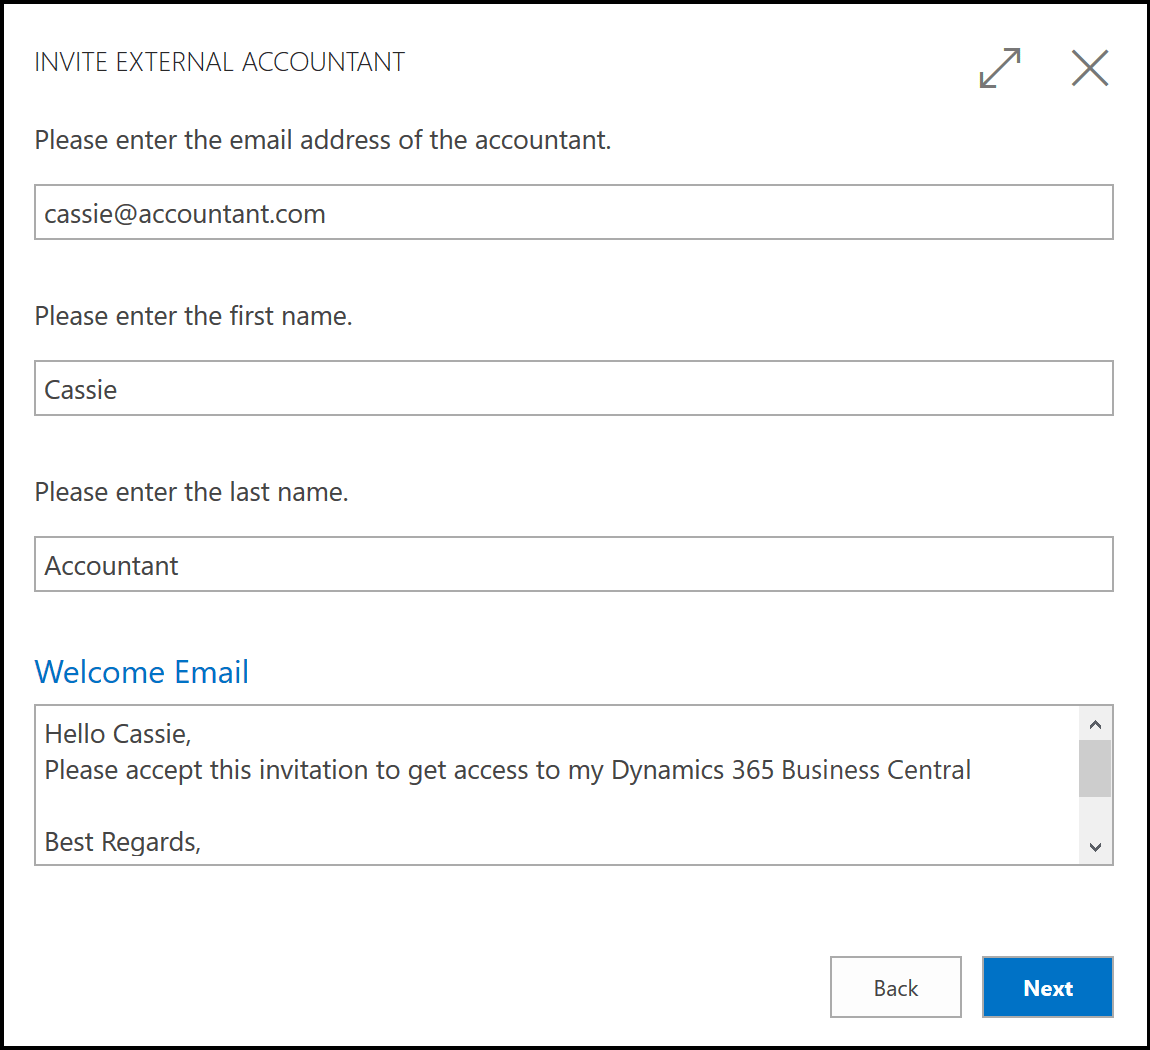 INVITE EXTERNAL ACCOUNTANT
Please enter the email address of the accountant.
cassie@accountant.com
Please enter the first name.
Cassie
Please enter the last name.
Accountant
Welcome Email
Hello Cassie,
Please accept this invitation to get access to my Dynamics 365 Business Central
Best Regards,
Back
Next